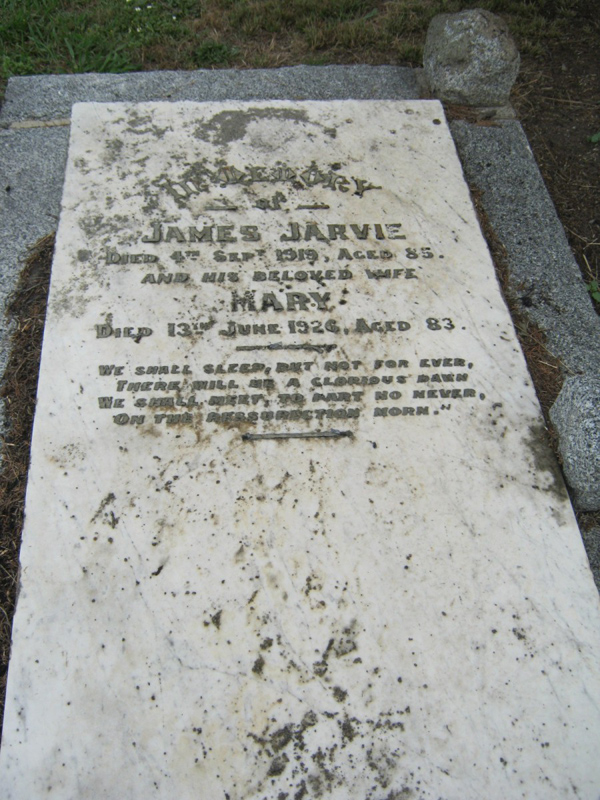 In Memory
of
James Jarvie
Died 4th Sept 1919, Aged 85.
and his beloved wife
Mary
Died 13th June 1926, Aged 83.
We shall sleep, but not for ever,
There will be a glorious dawn
We shall meet, to part no never,
On the ressurection morn."